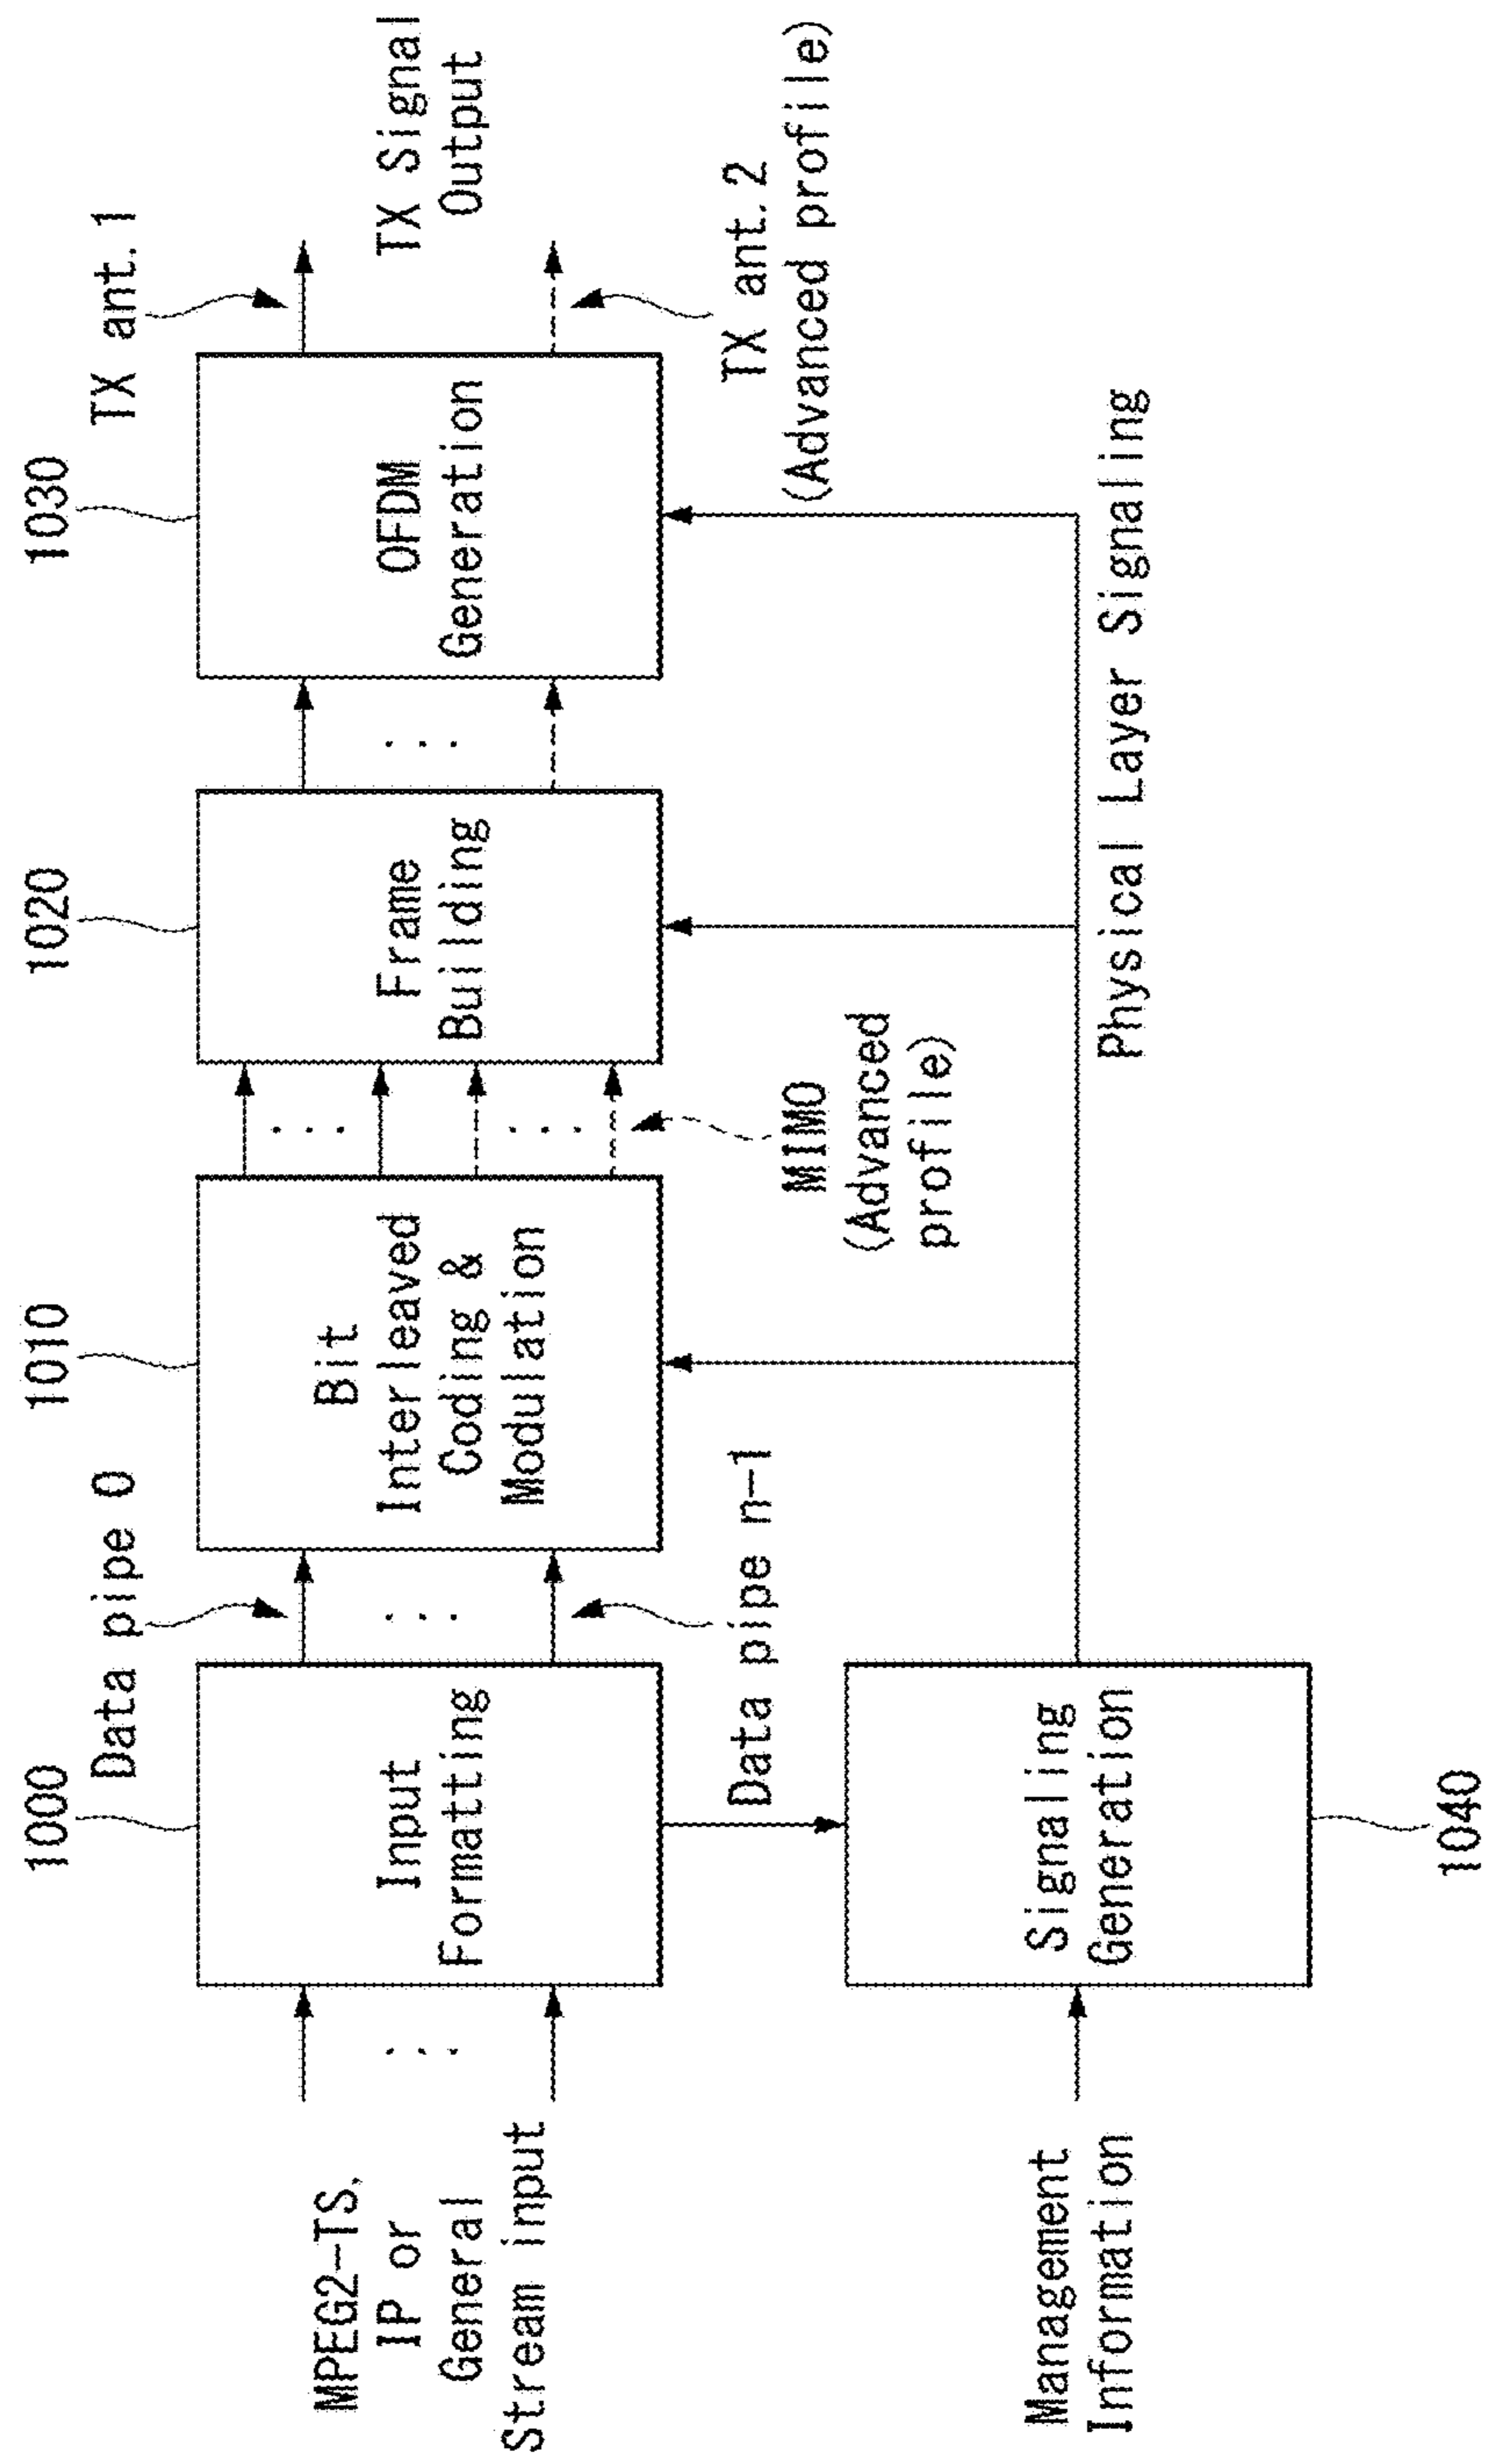 1000
1010
1020
1030
Data pipe 0
TX ant.1
MPEG2-TS,
IP or
General
Stream input
Input
Formatting
Bit
Interleaved
Coding &
Modulation
Frame
Building
OFDM
Generation
TX Signal
Output
Data pipe n-1
MIMO
(Advanced
profile)
TX ant.2
(Advanced profile)
Management
Information
Signaling
Generation
Physical Layer Signaling
1040